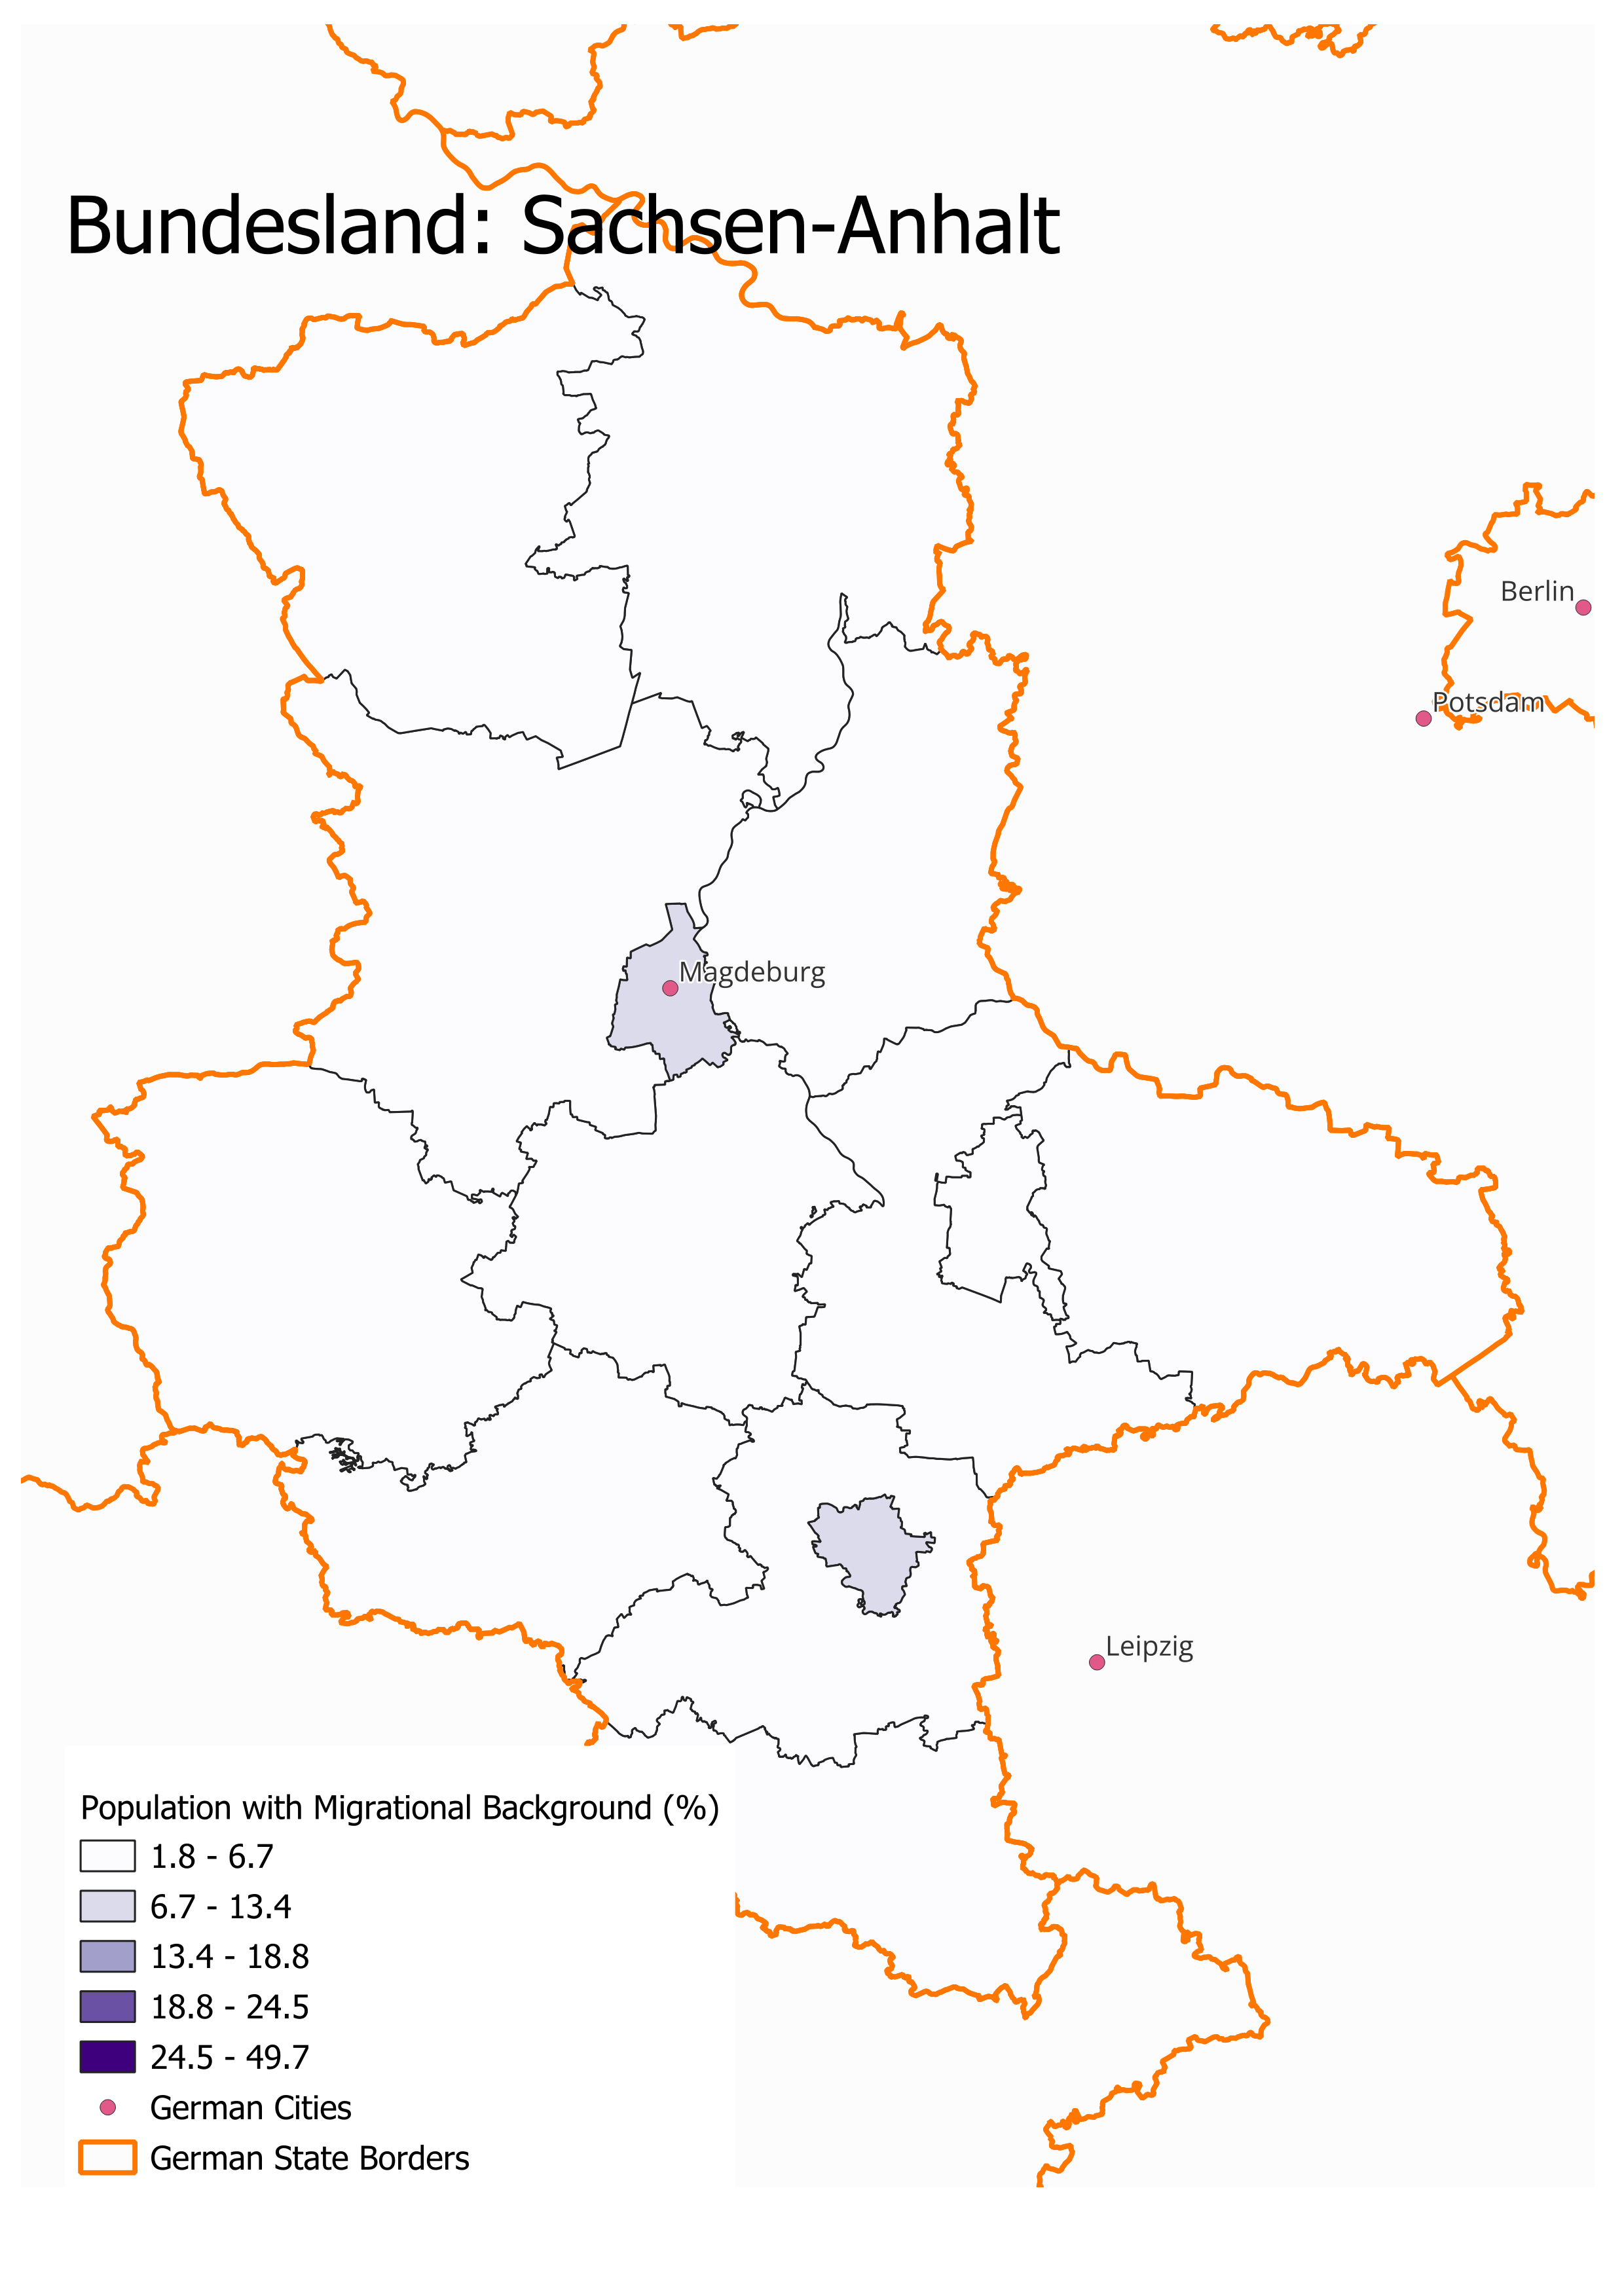 Bundesland: Sachsen-Anhalt
Berlin
Potsdam
Magdeburg
Leipzig
Population with Migrational Background (%)
1.8 - 6.7
6.7 - 13.4
13.4 - 18.8
18.8 - 24.5
24.5 - 49.7
German Cities
German State Borders